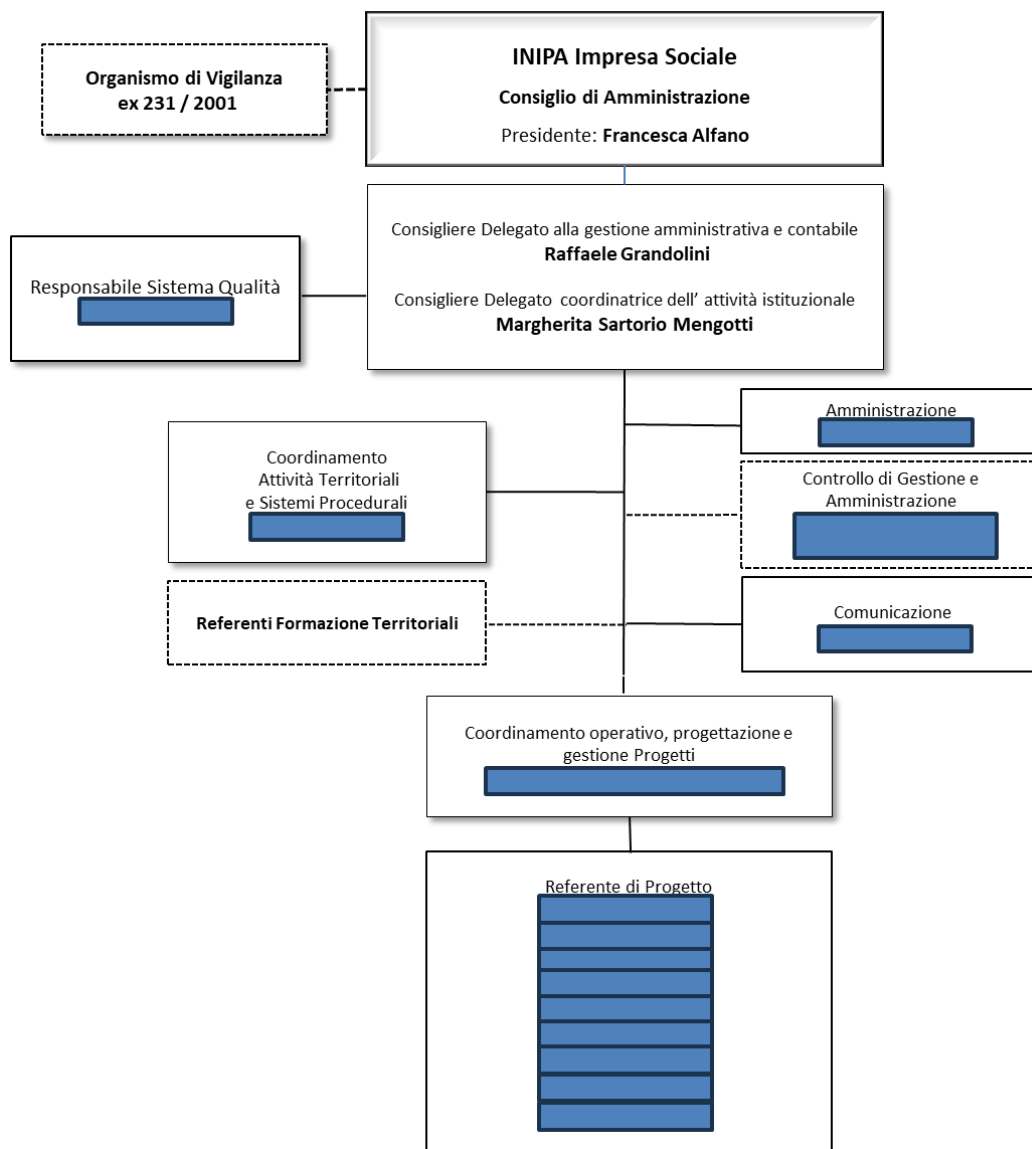 Organismo di Vigilanza
ex 231 / 2001
INIPA Impresa Sociale
Consiglio di Amministrazione
Presidente: Francesca Alfano
Consigliere Delegato alla gestione amministrativa e contabile
Raffaele Grandolini
Consigliere Delegato coordinatrice dell' attività istituzionale
Margherita Sartorio Mengotti
Responsabile Sistema Qualità
Amministrazione
Coordinamento
Attività Territoriali
e Sistemi Procedurali
Controllo di Gestione e
Amministrazione
Referenti Formazione Territoriali
Comunicazione
Coordinamento operativo, progettazione e
gestione Progetti
Referente di Progetto